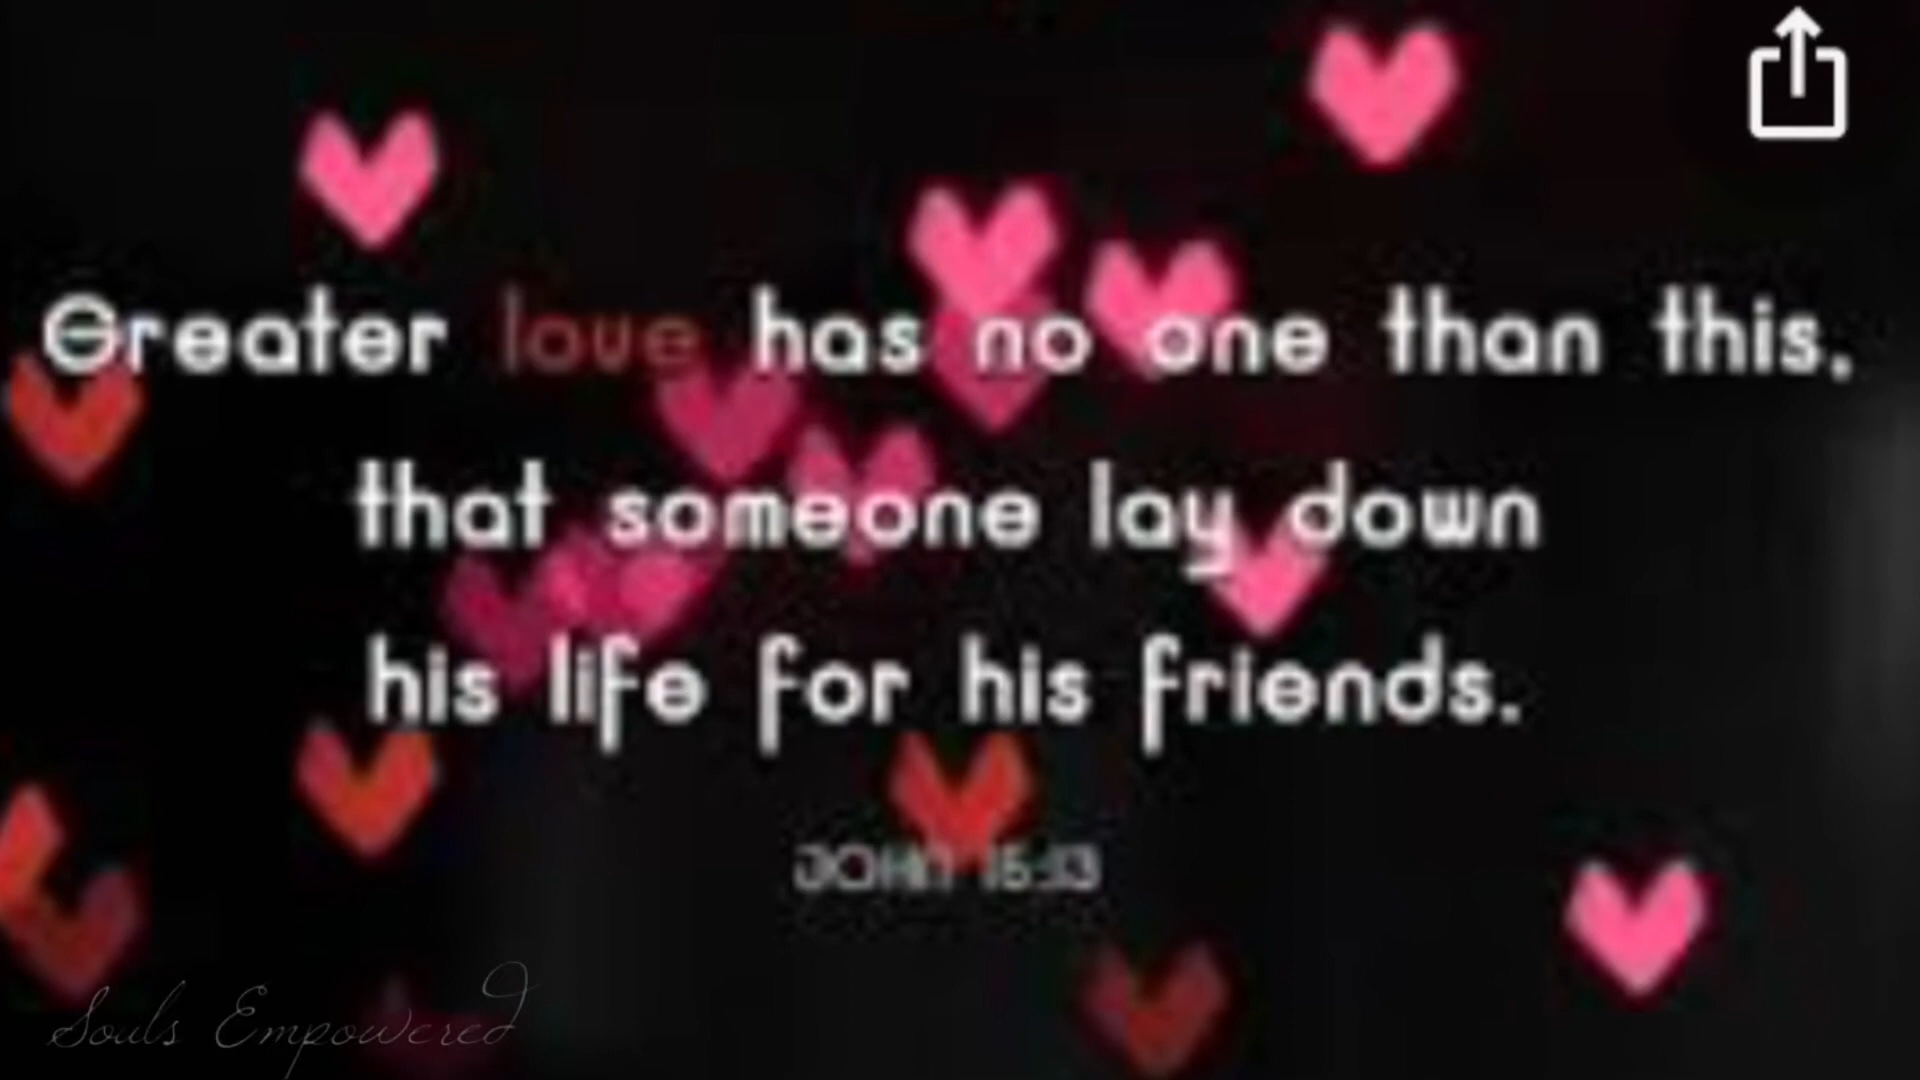 Greater love has no one than this,
that someone lay down
his life for his friends.
JOHN 15:13
Souls Empowered